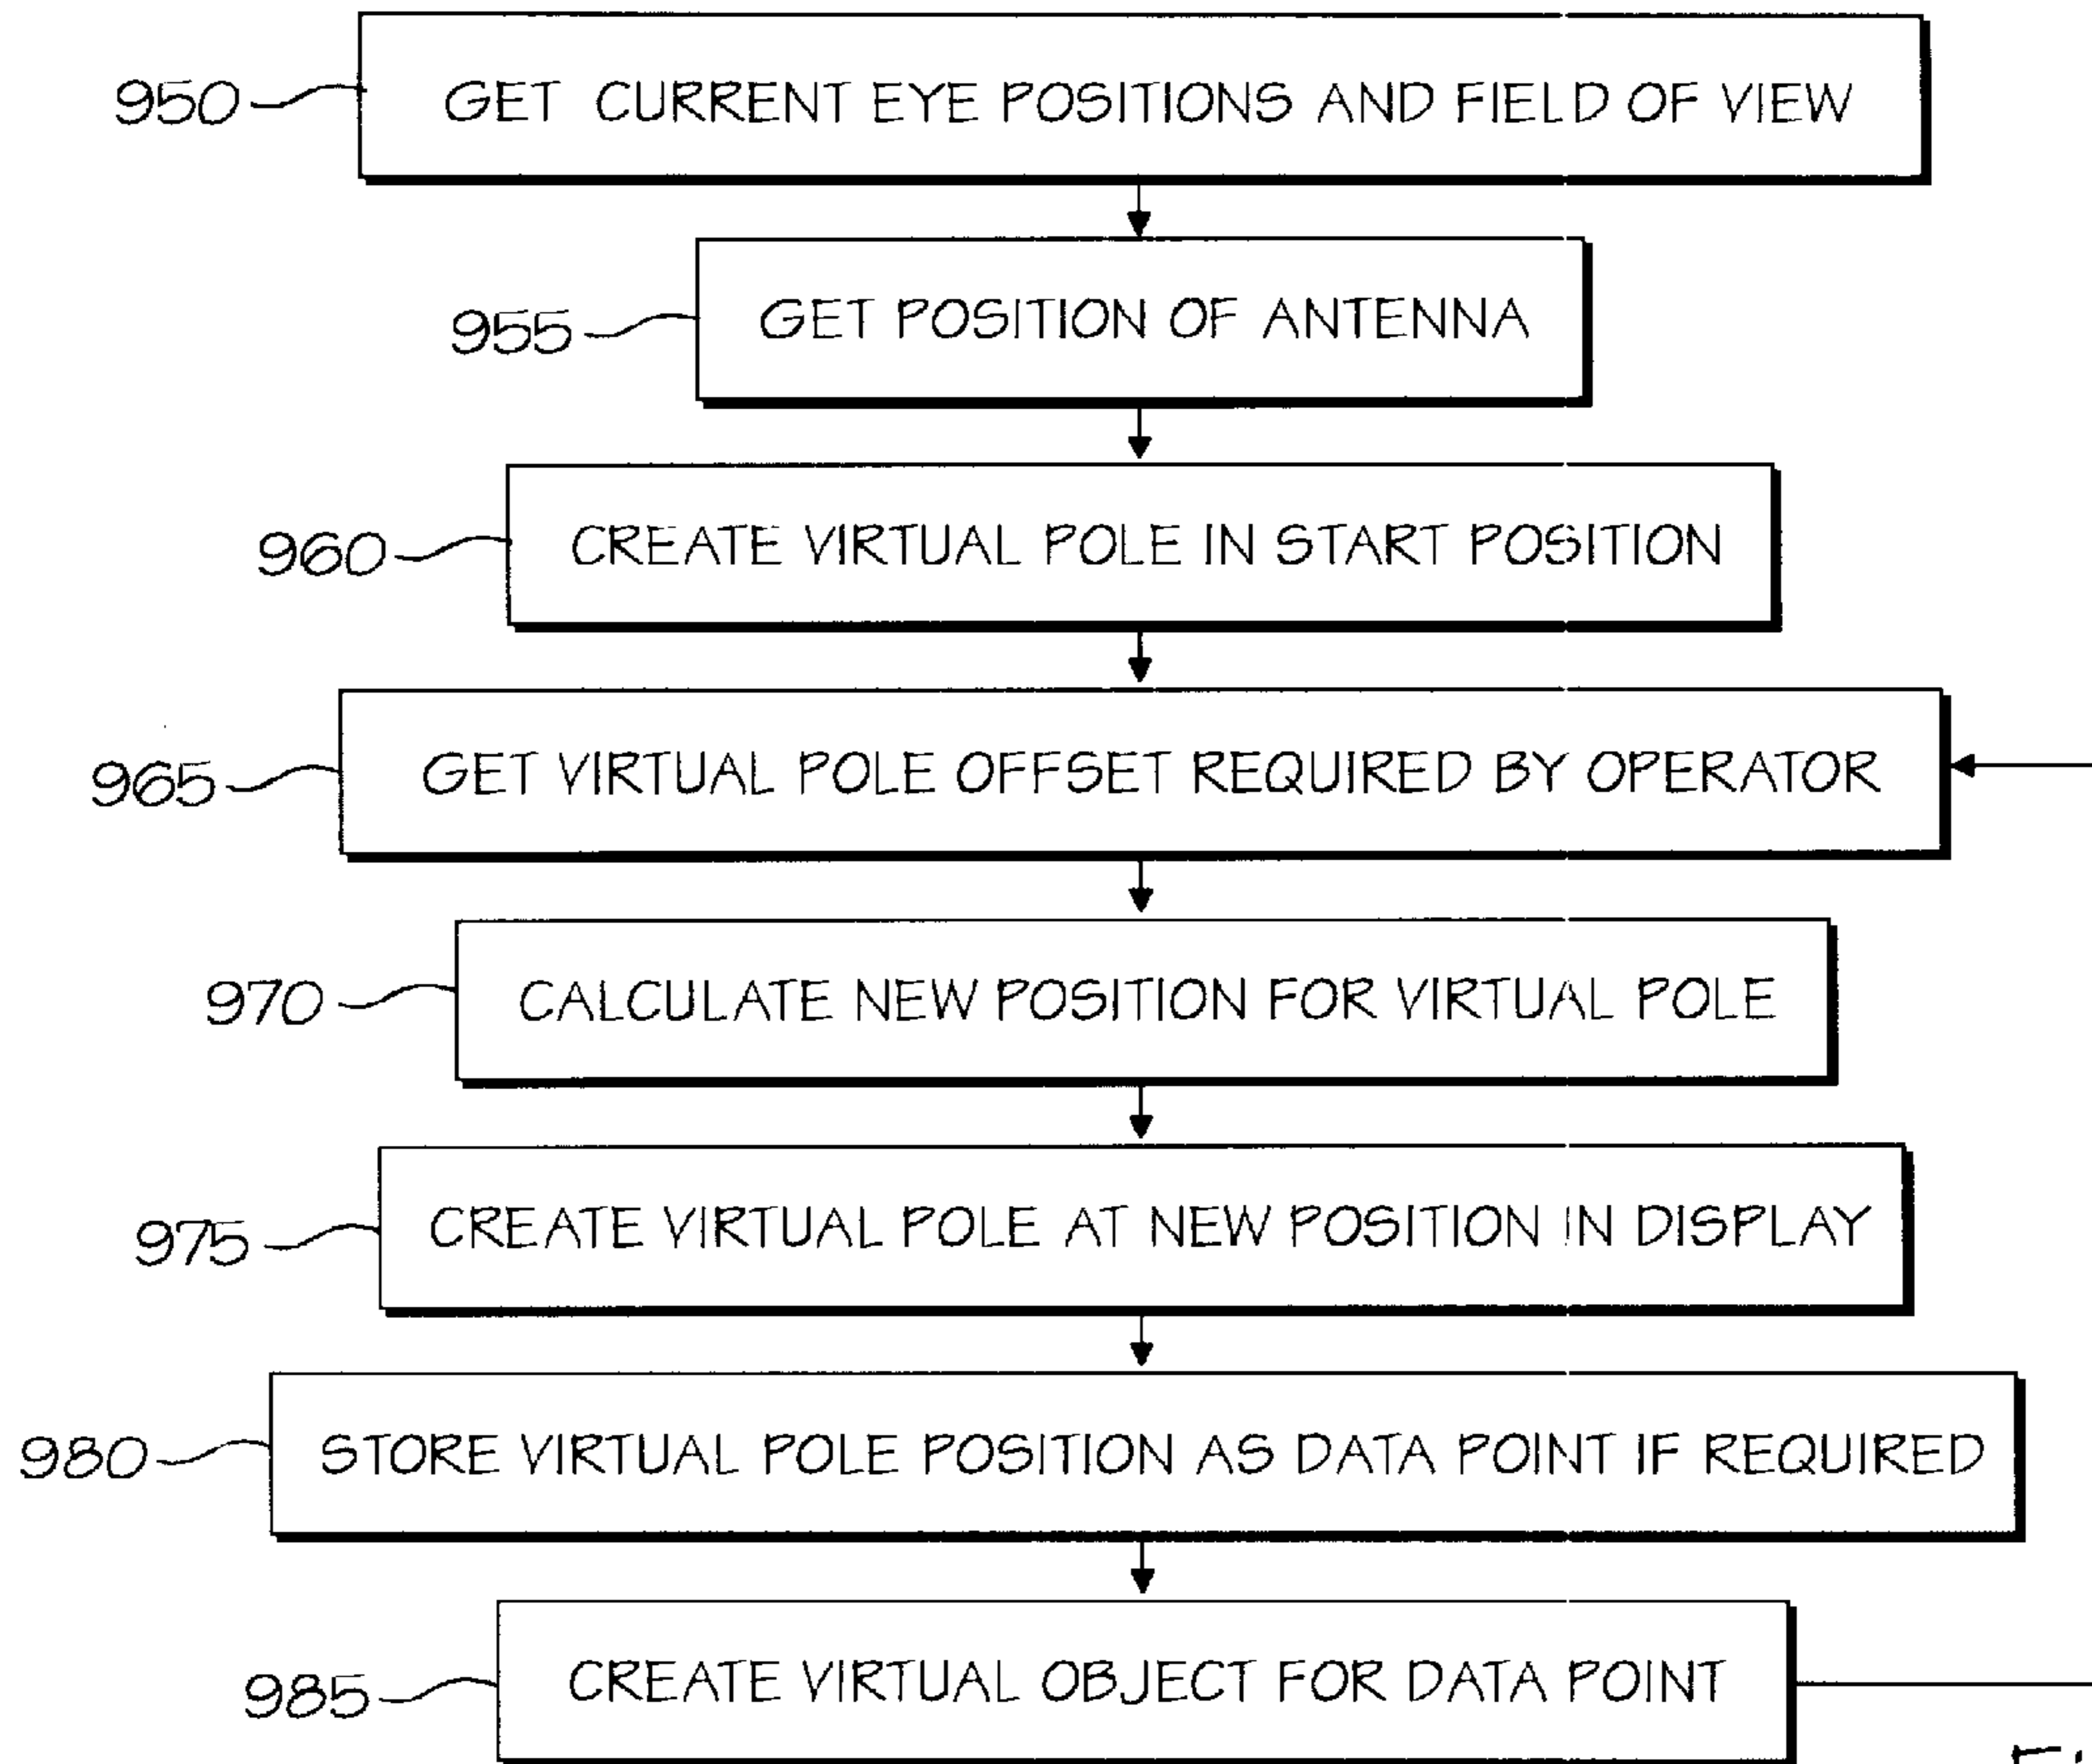 950 GET CURRENT EYE POSITIONS AND FIELD OF VIEW
955 GET POSITION OF ANTENNA
960 CREATE VIRTUAL POLE IN START POSITION
965 GET VIRTUAL POLE OFFSET REQUIRED BY OPERATOR
970 CALCULATE NEW POSITION FOR VIRTUAL POLE
975 CREATE VIRTUAL POLE AT NEW POSITION IN DISPLAY
980 STORE VIRTUAL POLE POSITION AS DATA POINT IF REQUIRED
985 CREATE VIRTUAL OBJECT FOR DATA POINT